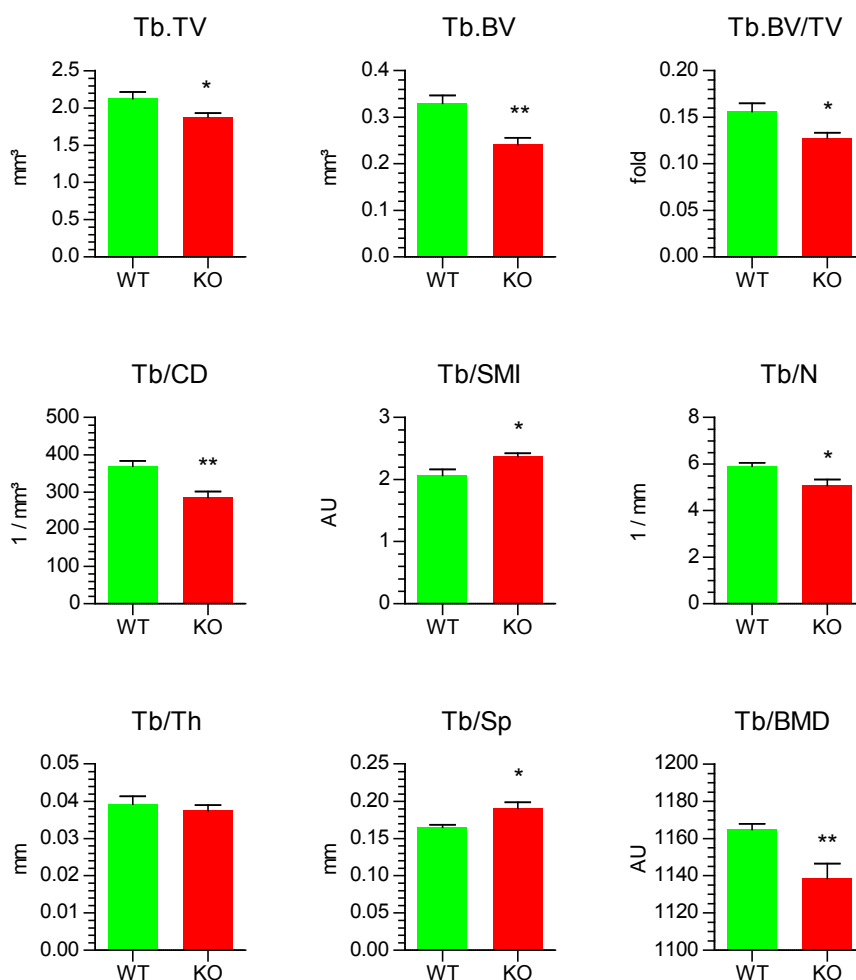 Tb.TV
2.5
2.0
1.5
1.0
0.5
0.0
mm³
*
WT
KO
Tb.BV
0.4
0.3
0.2
0.1
0.0
mm³
**
WT
KO
Tb.BV/TV
0.20
0.15
0.10
0.05
0.00
fold
*
WT
KO
Tb/CD
500
400
300
200
100
0
1 / mm³
**
WT
KO
Tb/SMI
3
2
1
0
AU
*
WT
KO
Tb/N
8
6
4
2
0
1 / mm
*
WT
KO
Tb/Th
0.05
0.04
0.03
0.02
0.01
0.00
mm
WT
KO
Tb/Sp
0.25
0.20
0.15
0.10
0.05
0.00
mm
*
WT
KO
Tb/BMD
1200
1180
1160
1140
1120
1100
AU
**
WT
KO